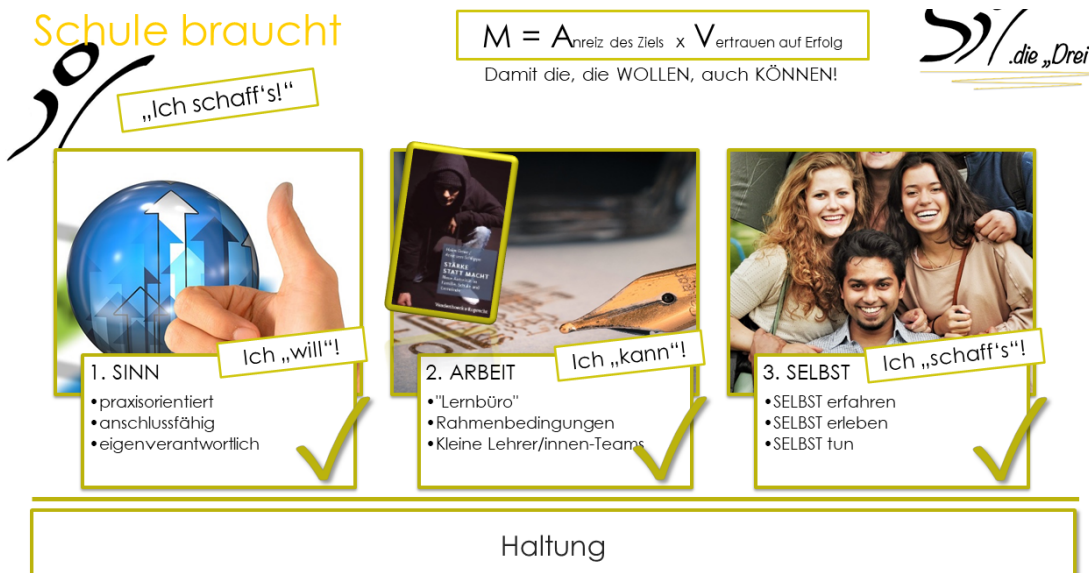 Schule braucht
„Ich schaff's!“
M = Anreiz des Ziels x Vertrauen auf Erfolg
Damit die, die WOLLEN, auch KÖNNEN!
.die „Drei
STÄRKE
STATT MACHT
Vandenhoeck & Ruprecht
Ich „will“!
1. SINN
•praxisorientiert
•anschlussfähig
•eigenverantwortlich
Ich „kann“!
2. ARBEIT
•"Lernbüro"
•Rahmenbedingungen
•Kleine Lehrer/innen-Teams
Ich „schaff's“!
3. SELBST
•SELBST erfahren
•SELBST erleben
•SELBST tun
Haltung